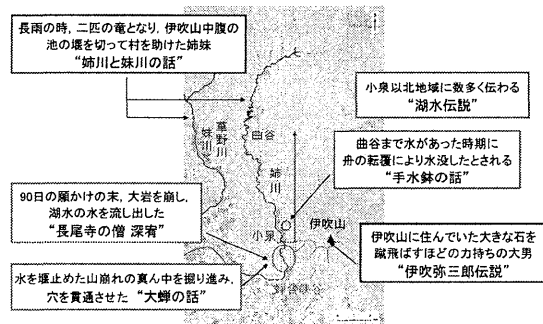 長雨の時,二匹の竜となり,伊吹山中腹の
池の堰を切って村を助けた姉妹
“姉川と妹川の話”
小泉以北地域に数多く伝わる
“湖水伝説”
曲谷まで水があった時期に
舟の転覆により水没したとされる
“手水鉢の話”
90日の願かけの末,大岩を崩し,
湖水の水を流し出した
“長尾寺の僧 深宥”
伊吹山に住んでいた大きな石を
蹴飛ばすほどの力持ちの大男
“伊吹弥三郎伝説”
水を堰止めた山崩れの真ん中を掘り進み,
穴を貫通させた “大蝉の話”
妹川
草野川
曲谷
姉川
小泉
伊吹山